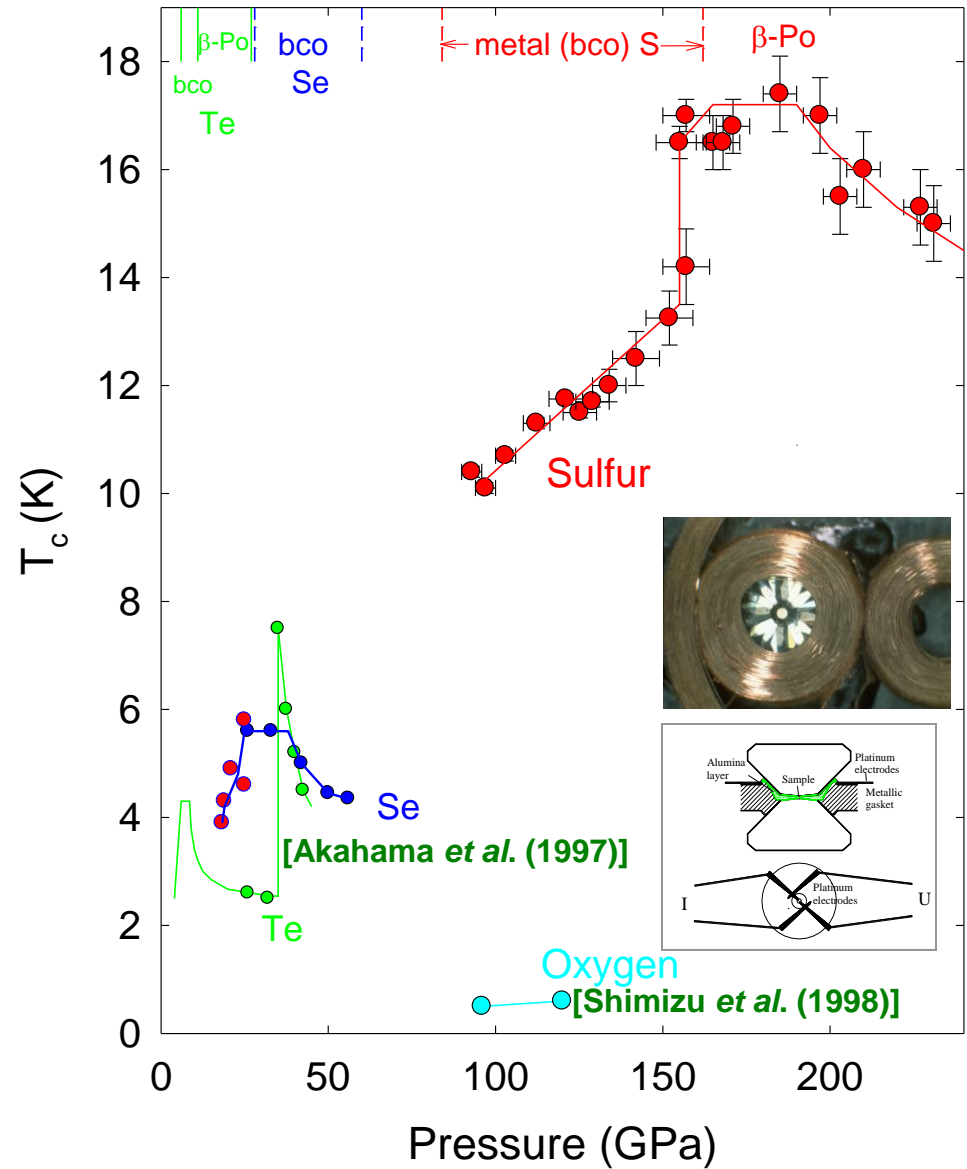 β-Po
bco
metal (bco) S
β-Po
bco
Se
Te
18
16
14
12
10
8
6
4
2
0
T_c (K)
Sulfur
Se
[Akahama et al. (1997)]
Te
Oxygen
[Shimizu et al. (1998)]
Alumina
layer
Sample
Platinum
electrodes
Metallic
gasket
Platinum
electrodes
I
U
0
50
100
150
200
Pressure (GPa)